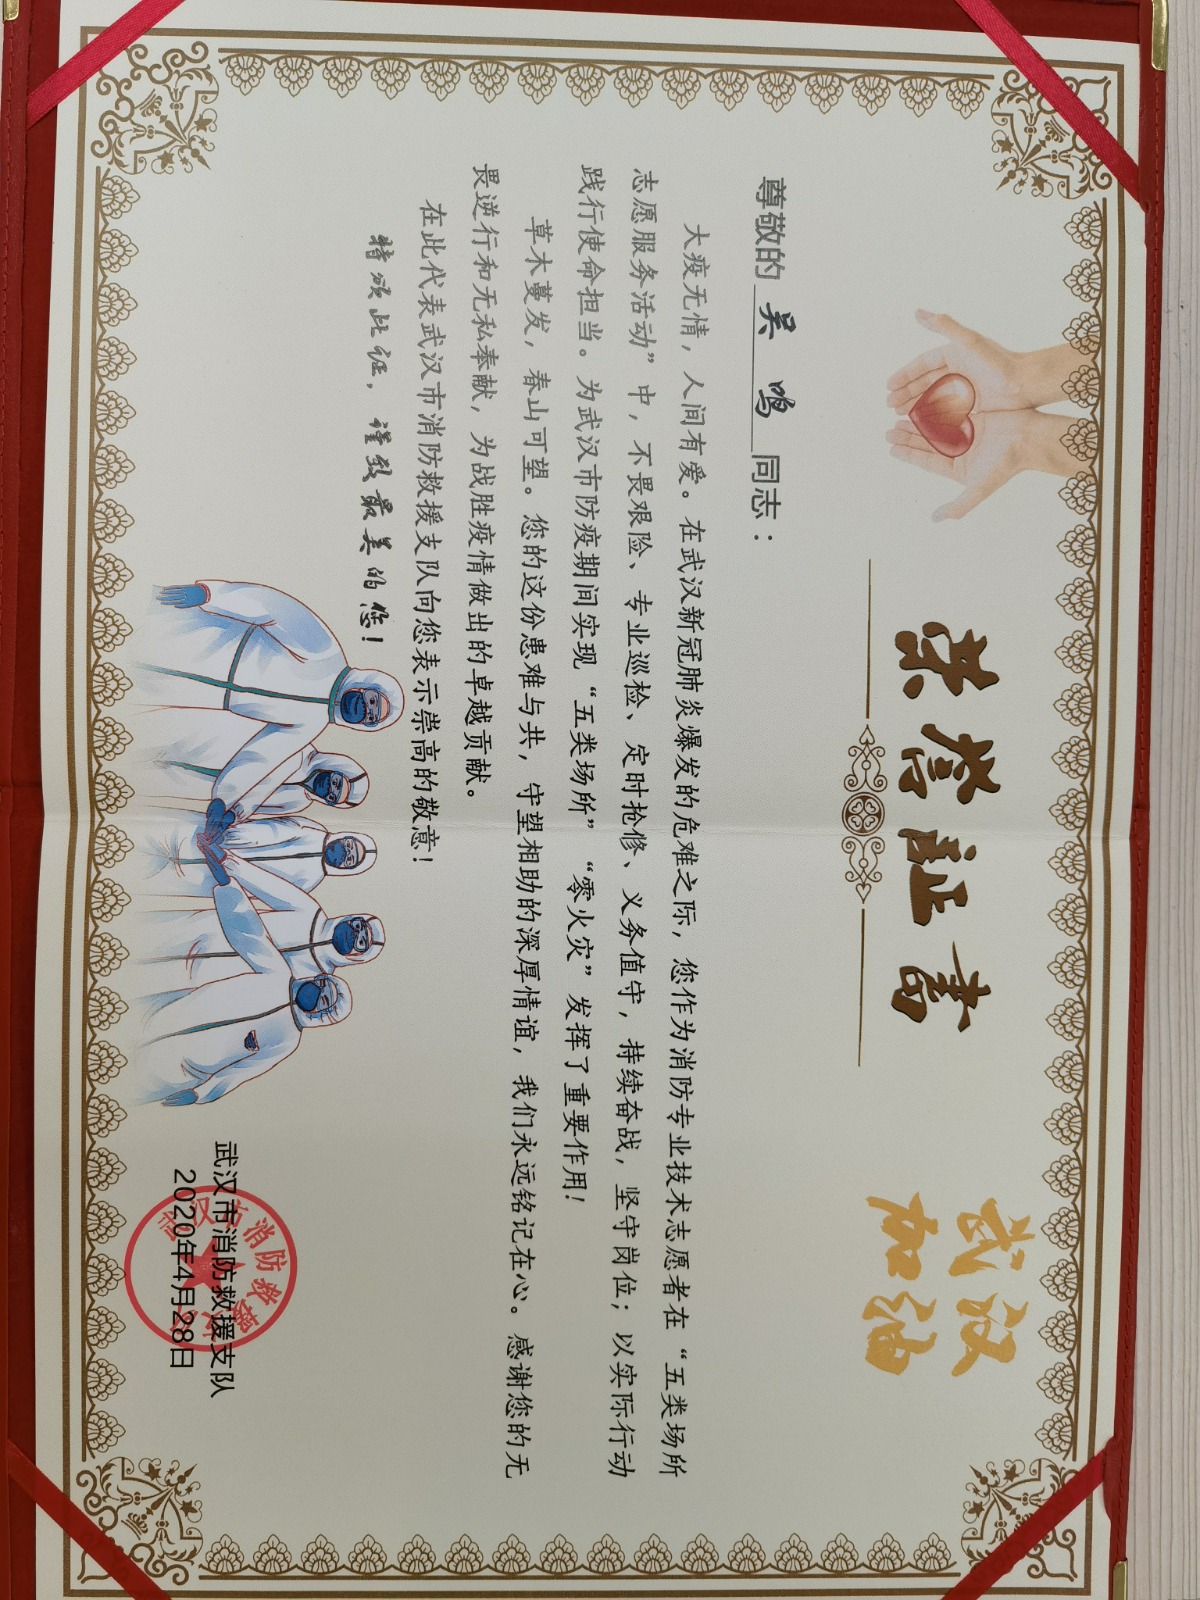 荣誉证书
武汉
加油
尊敬的 吴 鸣 同志：
大疫无情，人间有爱。在武汉新冠肺炎爆发的危难之际，您作为消防专业技术志愿者在“五类场所
志愿服务活动”中，不畏艰险、专业巡检、定时抢修、义务值守，持续奋战，坚守岗位；以实际行动
践行使命担当。为武汉市防疫期间实现“五类场所”“零火灾”发挥了重要作用！
草木蔓发，春山可望。您的这份患难与共，守望相助的深厚情谊，我们永远铭记在心。感谢您的无
畏逆行和无私奉献，为战胜疫情做出的卓越贡献。
在此代表武汉市消防救援支队向您表示崇高的敬意！
特颁此证，谨致最美的您！
武汉市消防救援支队
2020年4月28日
武汉市消防救援支队